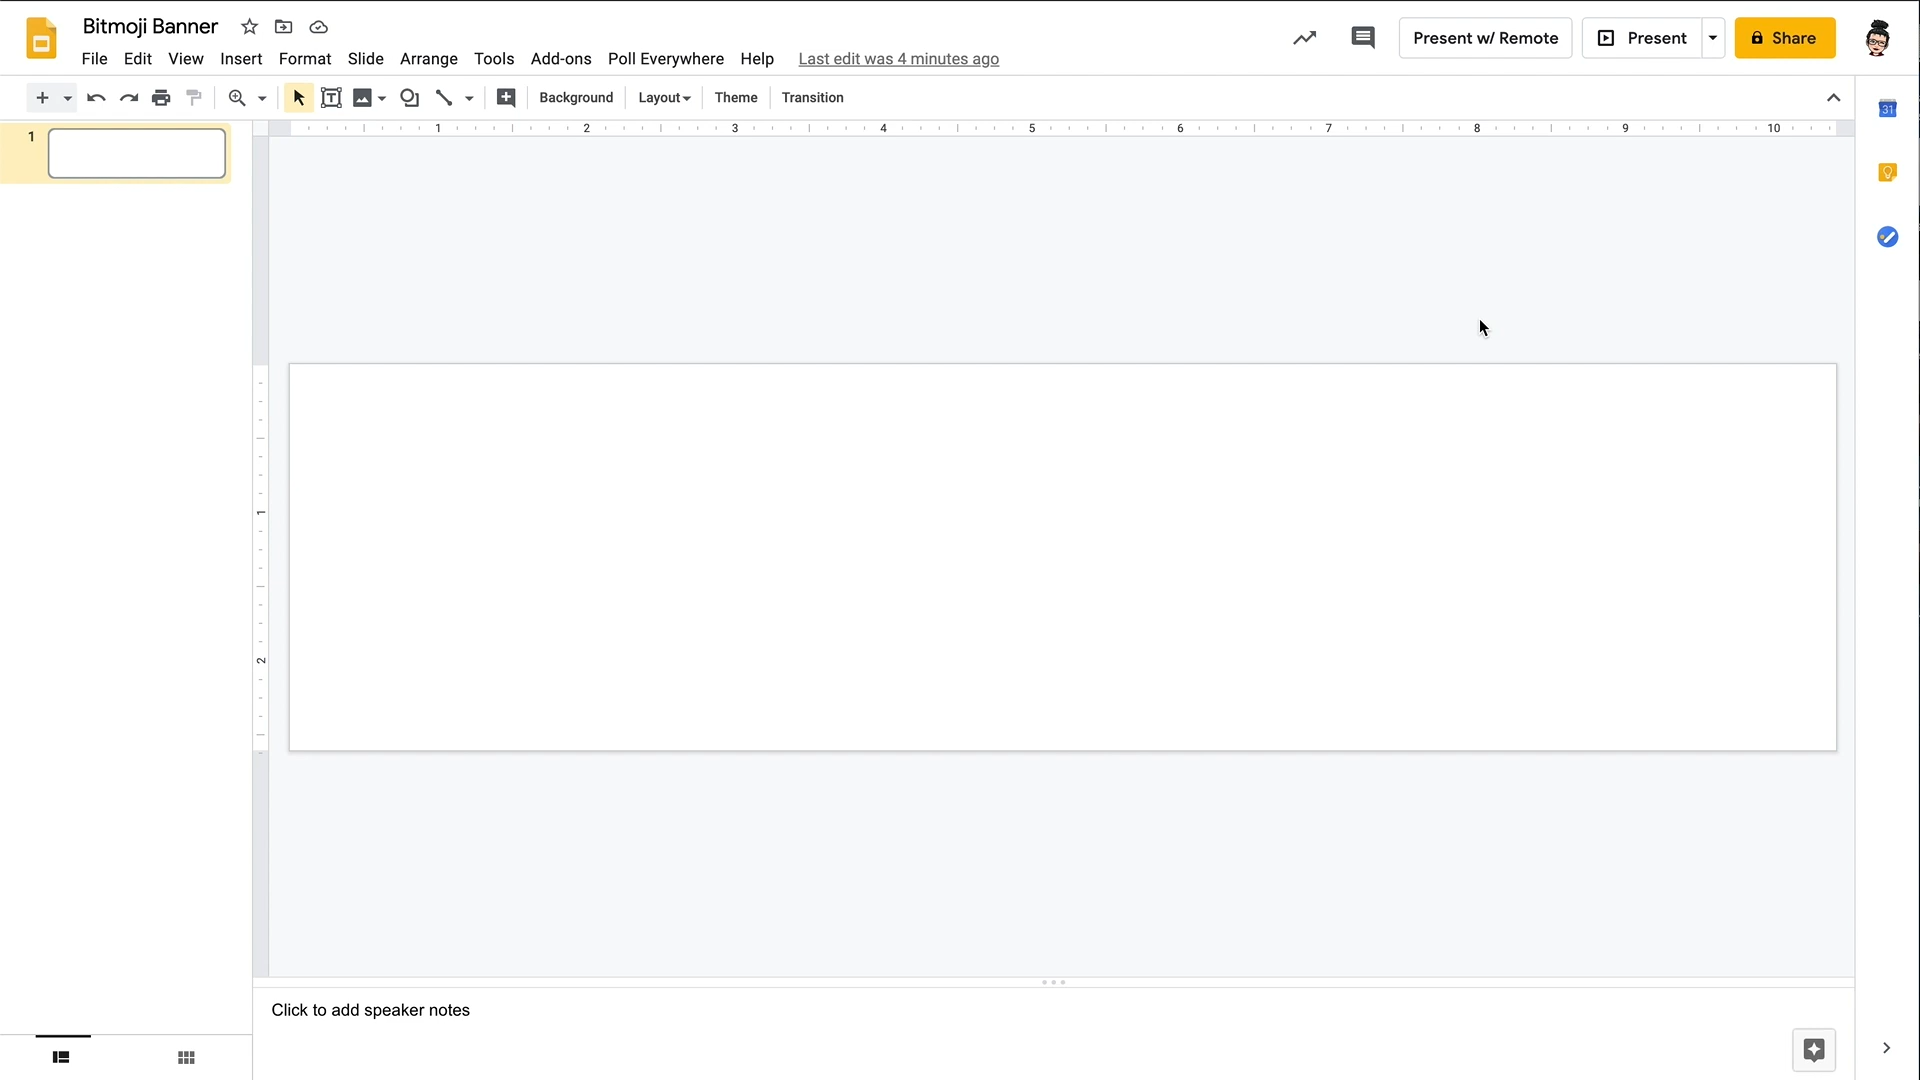 Bitmoji Banner
File Edit View Insert Format Slide Arrange Tools Add-ons Poll Everywhere Help Last edit was 4 minutes ago
Present w/ Remote Present Share
Background Layout Theme Transition
31
1
1 2 3 4 5 6 7 8 9 10
1
2
Click to add speaker notes